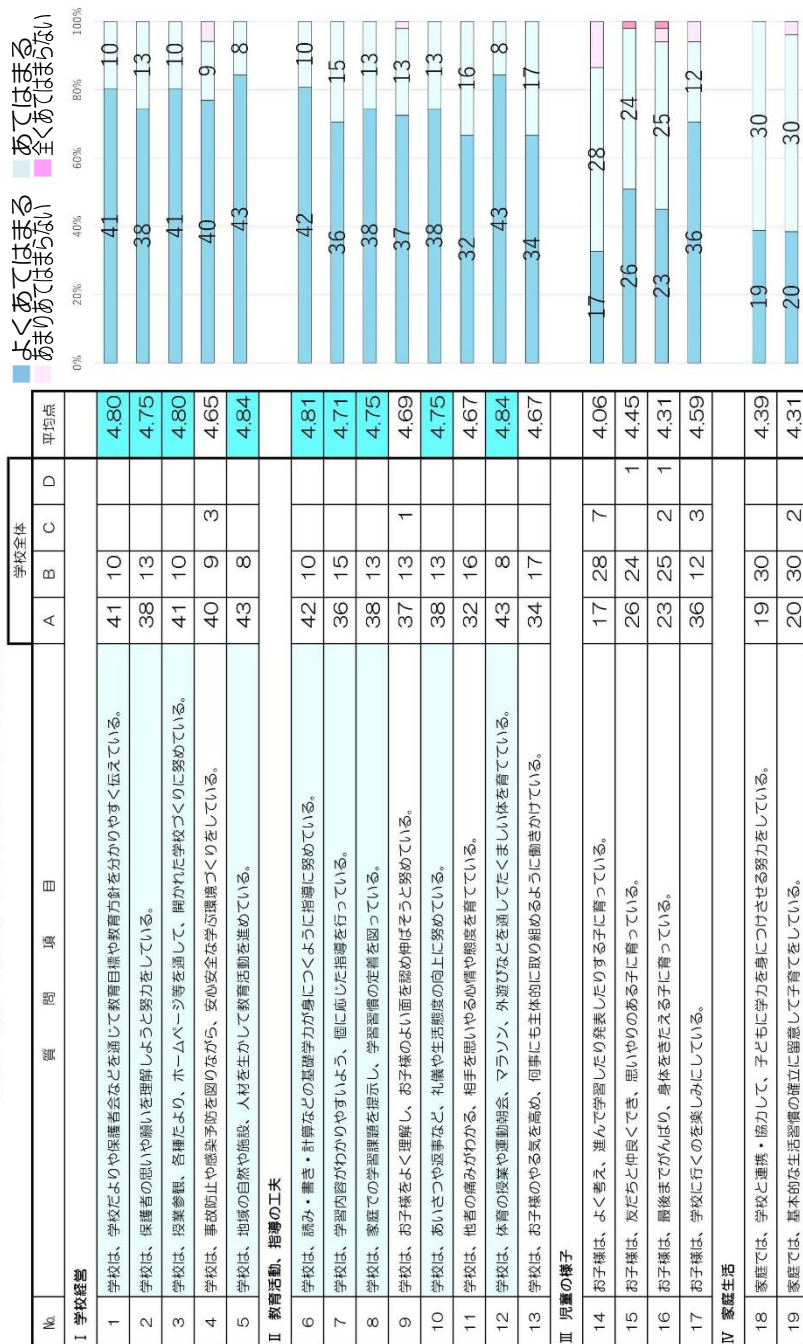 よくあてはまる あてはまる
あまりあてはまらない 全くあてはまらない
学校全体
No. 質 問 項 目 A B C D 平均点
0% 20% 40% 60% 80% 100%
Ⅰ 学校経営
1 学校は、学校だよりや保護者会などを通じて教育目標や教育方針を分かりやすく伝えている。 41 10 4.80 41 10
2 学校は、保護者の思いや願いを理解しようと努力をしている。 38 13 4.75 38 13
3 学校は、授業参観、各種たより、ホームページ等を通して、開かれた学校づくりに努めている。 41 10 4.80 41 10
4 学校は、事故防止や感染予防を図りながら、安心安全な学ぶ環境づくりをしている。 40 9 3 4.65 40 9
5 学校は、地域の自然や施設、人材を生かして教育活動を進めている。 43 8 4.84 43 8
Ⅱ 教育活動、指導の工夫
6 学校は、読み・書き・計算などの基礎学力が身につくように指導に努めている。 42 10 4.81 42 10
7 学校は、学習内容がわかりやすいよう、個に応じた指導を行っている。 36 15 4.71 36 15
8 学校は、家庭での学習課題を提示し、学習習慣の定着を図っている。 38 13 4.75 38 13
9 学校は、お子様をよく理解し、お子様のよい面を認め伸ばそうと努めている。 37 13 1 4.69 37 13
10 学校は、あいさつや返事など、礼儀や生活態度の向上に努めている。 38 13 4.75 38 13
11 学校は、他者の痛みがわかる、相手を思いやる心情や態度を育てている。 32 16 4.67 32 16
12 学校は、体育の授業や運動朝会、マラソン、外遊びなどを通してたくましい体を育てている。 43 8 4.84 43 8
13 学校は、お子様のやる気を高め、何事にも主体的に取り組めるように働きかけている。 34 17 4.67 34 17
Ⅲ 児童の様子
14 お子様は、よく考え、進んで学習したり発表したりする子に育っている。 17 28 7 4.06 17 28
15 お子様は、友だちと仲良くでき、思いやりのある子に育っている。 26 24 1 4.45 26 24
16 お子様は、最後までがんばり、身体をきたえる子に育っている。 23 25 2 1 4.31 23 25
17 お子様は、学校に行くのを楽しみにしている。 36 12 3 4.59 36 12
Ⅳ 家庭生活
18 家庭では、学校と連携・協力して、子どもに学力を身につけさせる努力をしている。 19 30 4.39 19 30
19 家庭では、基本的な生活習慣の確立に留意して子育てをしている。 20 30 2 4.31 20 30